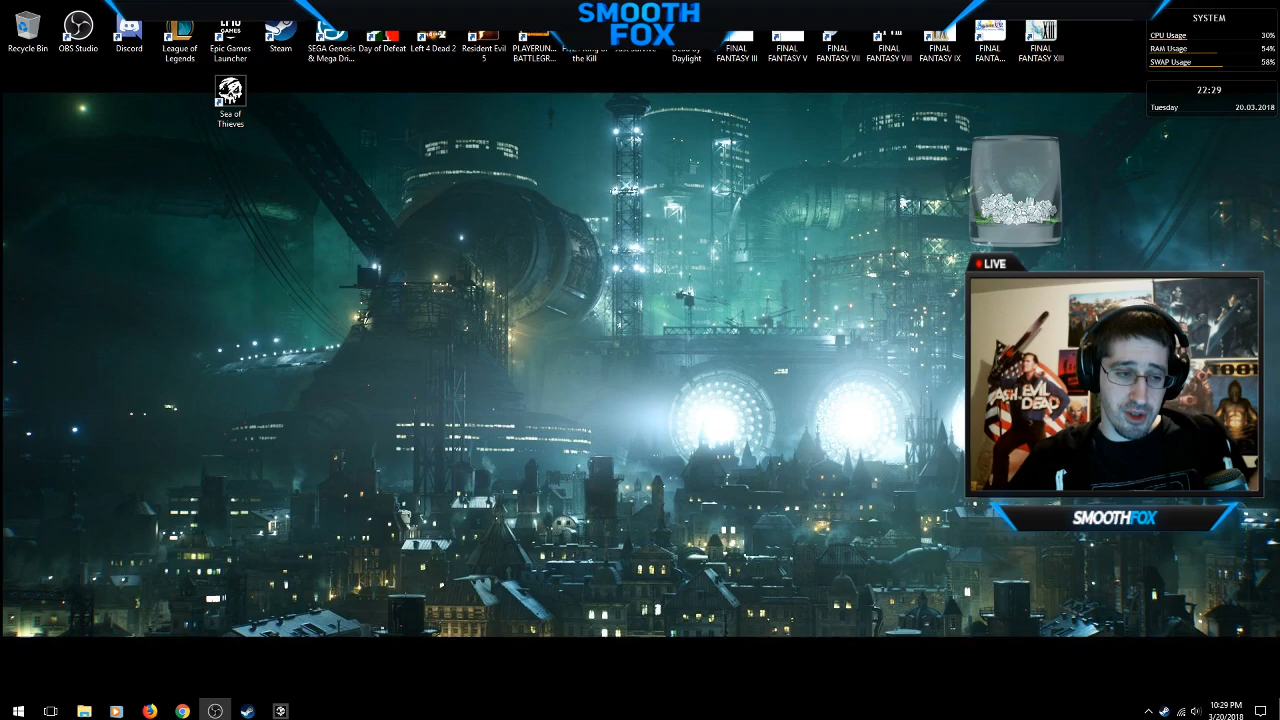 SMOOTH
FOX
Recycle Bin
OBS Studio
Discord
League of
Legends
Epic Games
Launcher
Steam
SEGA Genesis
& Mega Dri...
Day of Defeat
Left 4 Dead 2
Resident Evil
5
PLAYERUN...
BATTLEGR...
the Kill
Daylight
FINAL
FANTASY III
FINAL
FANTASY V
FINAL
FANTASY VII
FINAL
FANTASY VIII
FINAL
FANTASY IX
FINAL
FANTA...
FINAL
FANTASY XIII
Sea of
Thieves
SYSTEM
CPU Usage 30%
RAM Usage 54%
SWAP Usage 58%
22:29
Tuesday 20.03.2018
LIVE
ASH EVIL
DEAD
TOOL
SMOOTHFOX
10:29 PM
3/20/2018